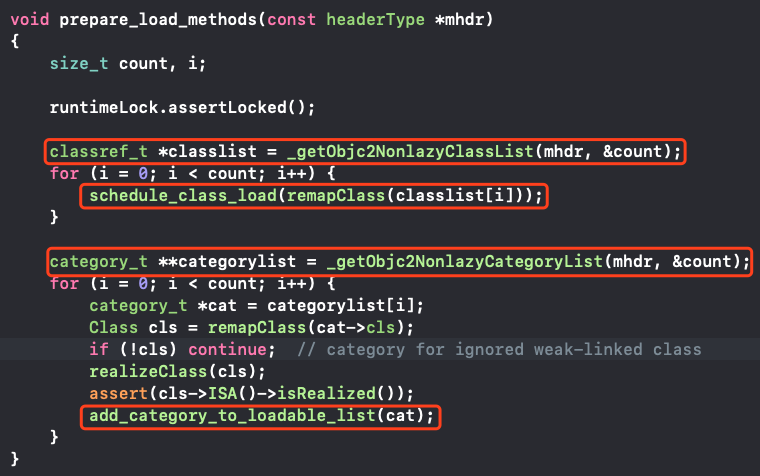 void prepare_load_methods(const headerType *mhdr)
{
    size_t count, i;

    runtimeLock.assertLocked();

    classref_t *classlist = _getObjc2NonlazyClassList(mhdr, &count);
    for (i = 0; i < count; i++) {
        schedule_class_load(remapClass(classlist[i]));
    }

    category_t **categorylist = _getObjc2NonlazyCategoryList(mhdr, &count);
    for (i = 0; i < count; i++) {
        category_t *cat = categorylist[i];
        Class cls = remapClass(cat->cls);
        if (!cls) continue;  // category for ignored weak-linked class
        realizeClass(cls);
        assert(cls->ISA()->isRealized());
        add_category_to_loadable_list(cat);
    }
}